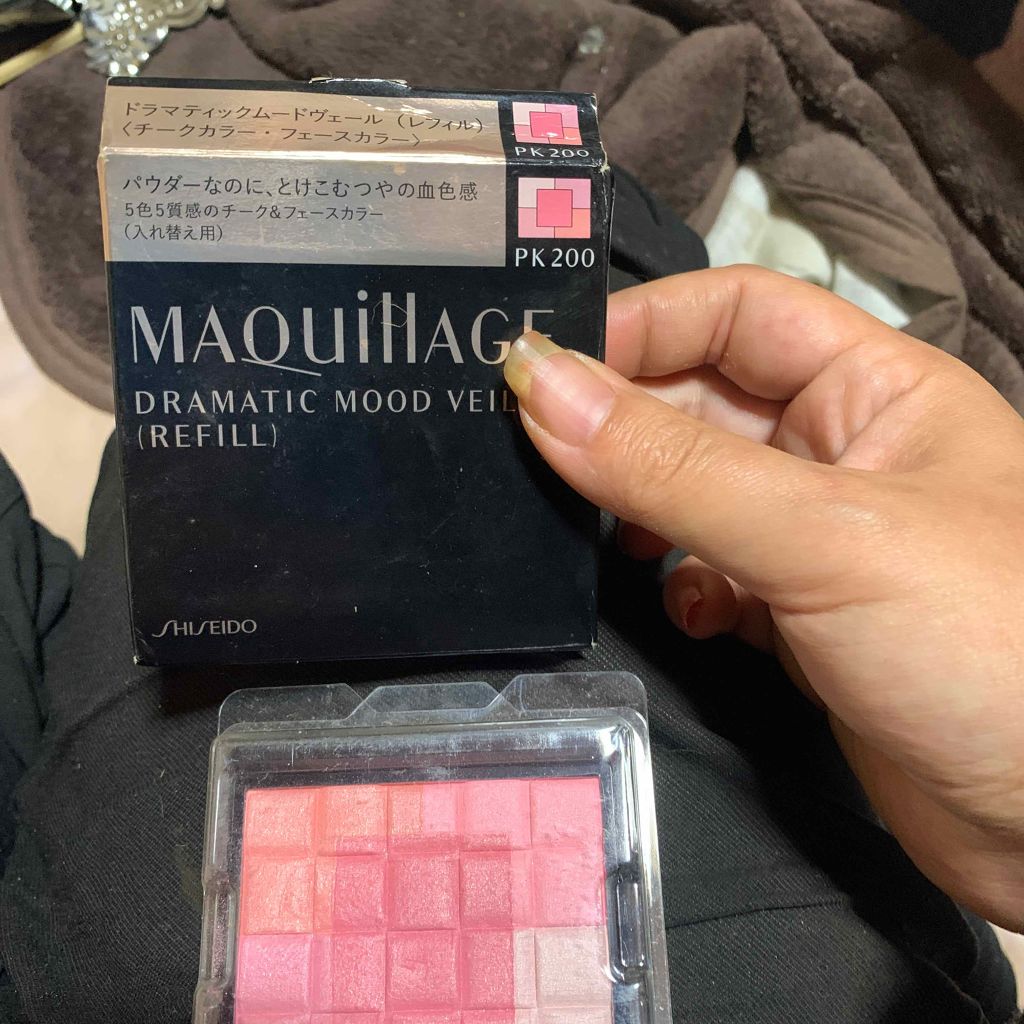 ドラマティックムードヴェール (レフィル)
〈チークカラー・フェースカラー〉
PK200
パウダーなのに、とけこむつやの血色感
5色5質感のチーク&フェースカラー
(入れ替え用)
PK200
MAQuillAGE
DRAMATIC MOOD VEIL
(REFILL)
SHISEIDO